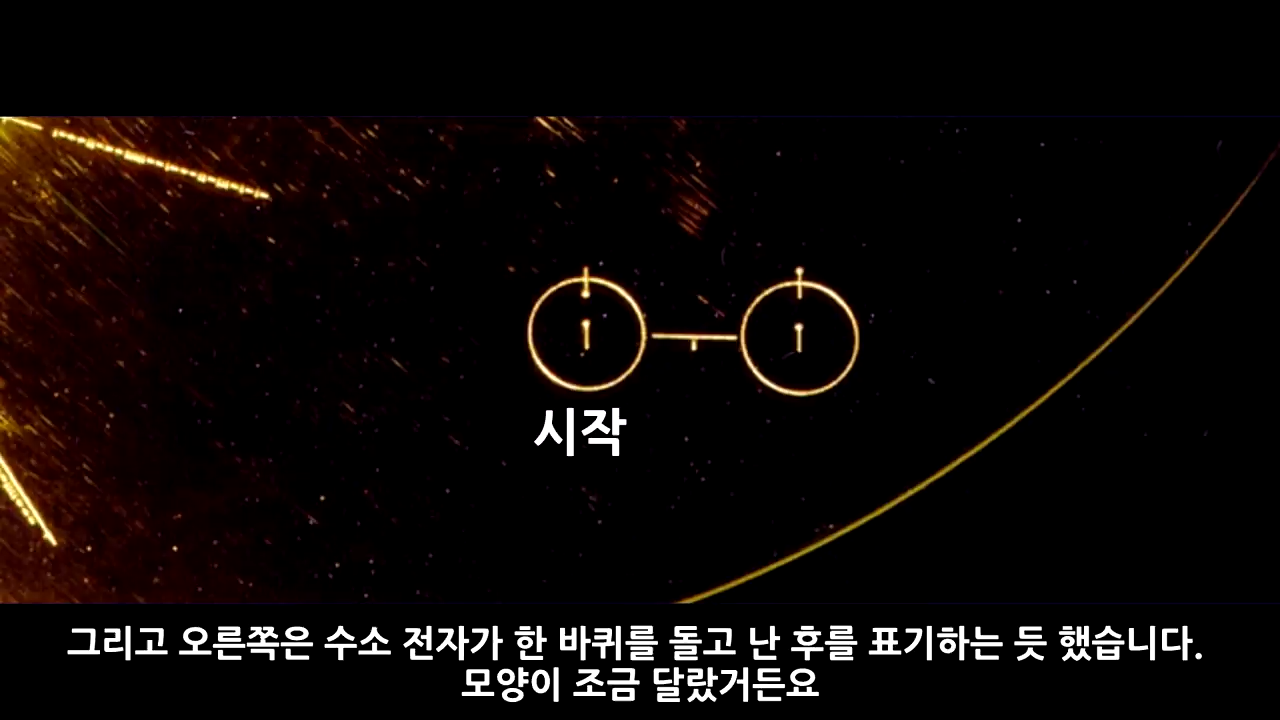 시작
그리고 오른쪽은 수소 전자가 한 바퀴를 돌고 난 후를 표기하는 듯 했습니다.
모양이 조금 달랐거든요